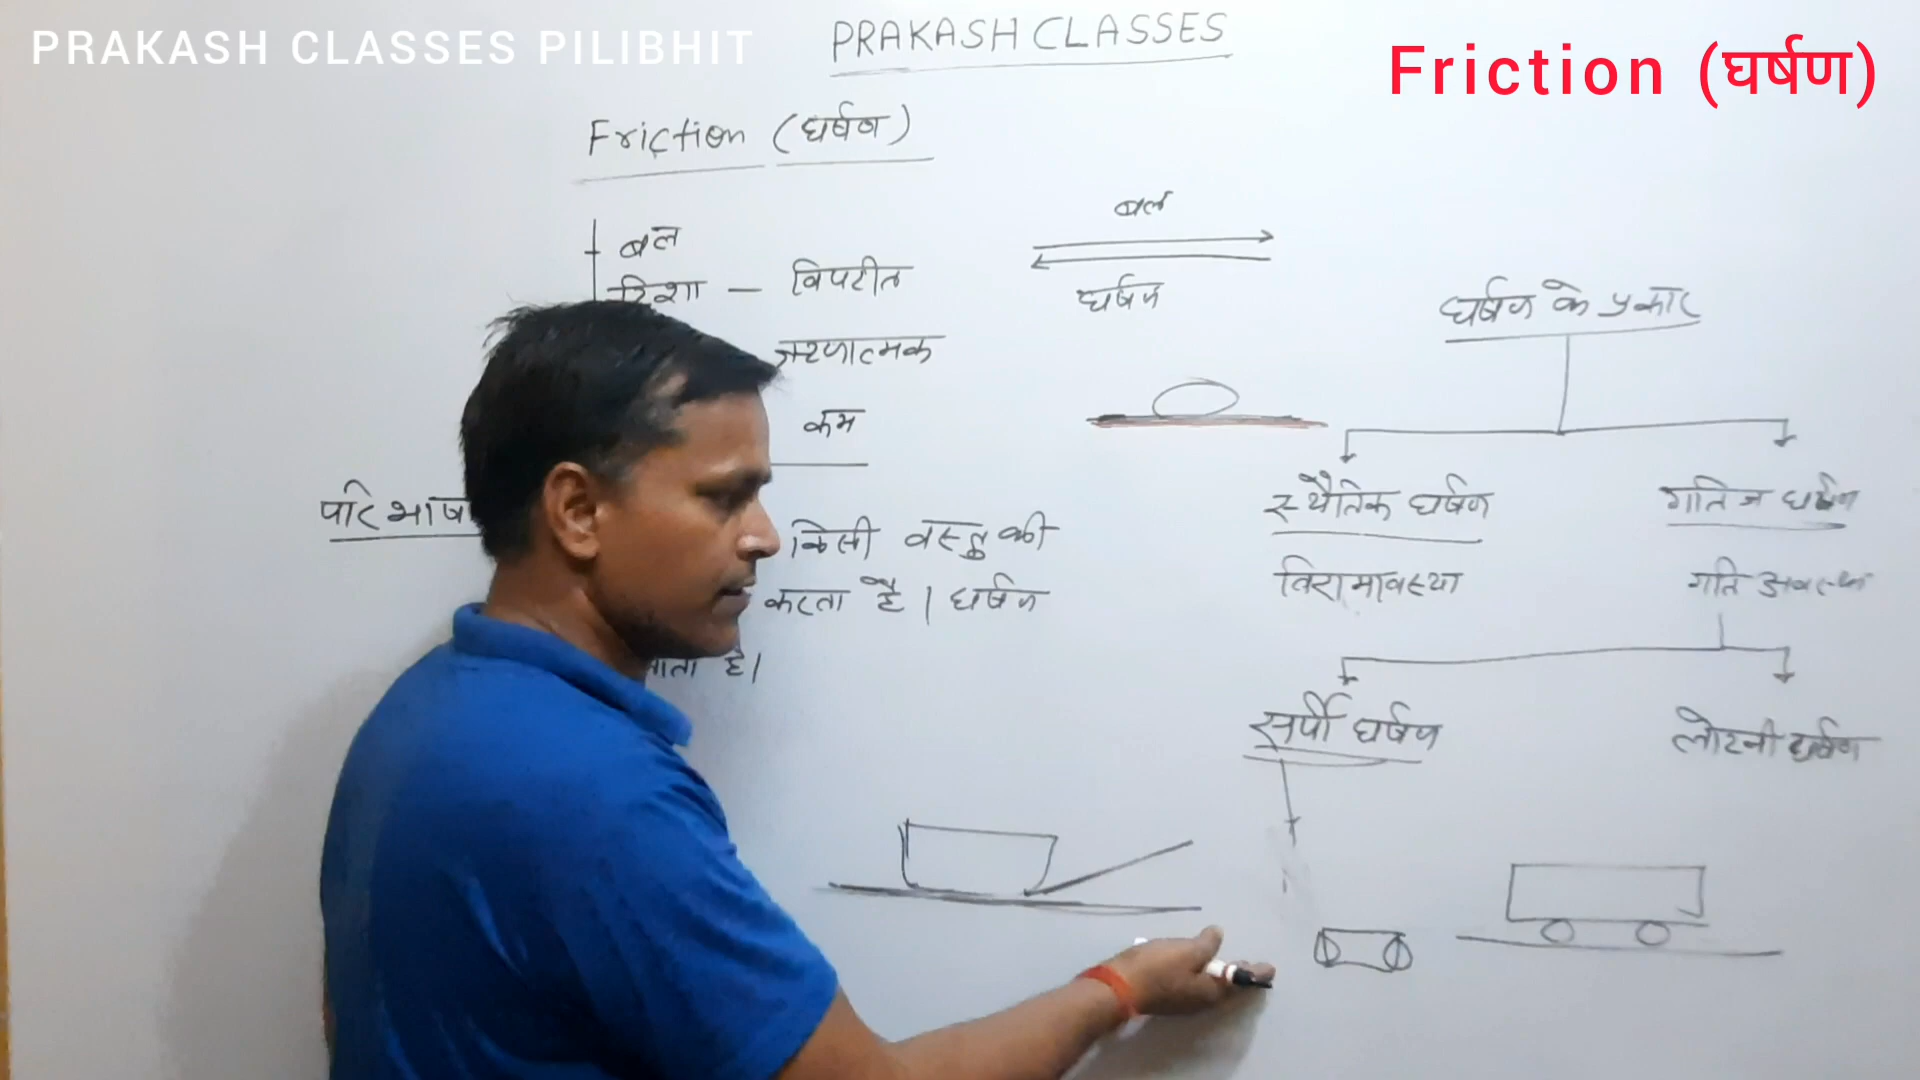 PRAKASH CLASSES PILIBHIT
PRAKASH CLASSES
Friction (घर्षण)
Friction (घर्षण)
बल
दिशा — विपरीत
बल
घर्षण
ऋणात्मक
कम
घर्षण के प्रकार
स्थैतिक घर्षण
गतिज घर्षण
विरामावस्था
गति अवस्था
परिभाष
किसी वस्तु की
करता है। घर्षण
है।
सर्पी घर्षण
लोटनी घर्षण